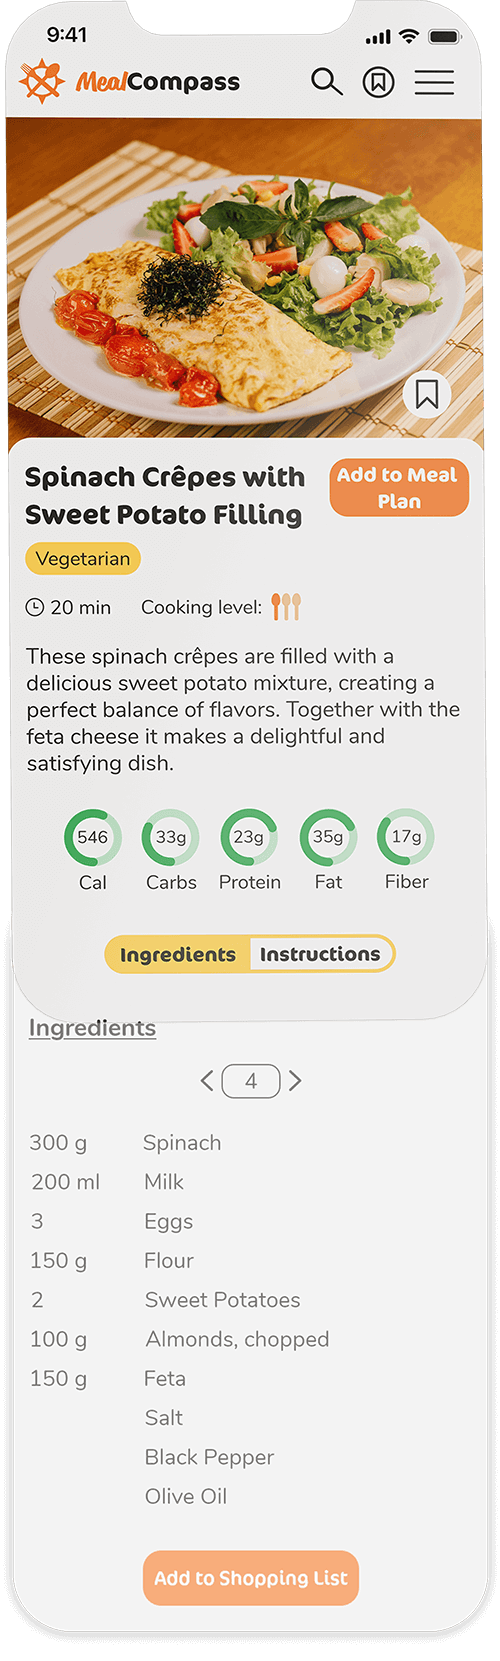 9:41
MealCompass
Spinach Crêpes with
Sweet Potato Filling
Add to Meal
Plan
Vegetarian
20 min Cooking level:
These spinach crêpes are filled with a
delicious sweet potato mixture, creating a
perfect balance of flavors. Together with the
feta cheese it makes a delightful and
satisfying dish.
546 33g 23g 35g 17g
Cal Carbs Protein Fat Fiber
Ingredients Instructions
Ingredients
4
300 g Spinach
200 ml Milk
3 Eggs
150 g Flour
2 Sweet Potatoes
100 g Almonds, chopped
150 g Feta
Salt
Black Pepper
Olive Oil
Add to Shopping List